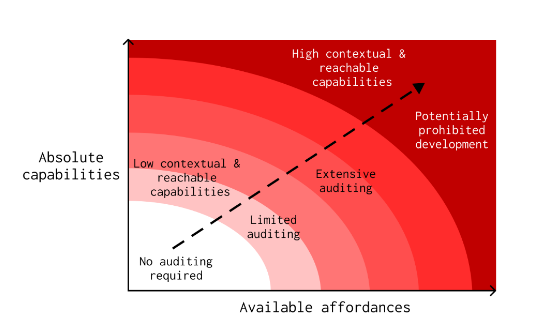 High contextual &
reachable
capabilities
Potentially
prohibited
development
Absolute
capabilities
Low contextual &
reachable
capabilities
Extensive
auditing
Limited
auditing
No auditing
required
Available affordances